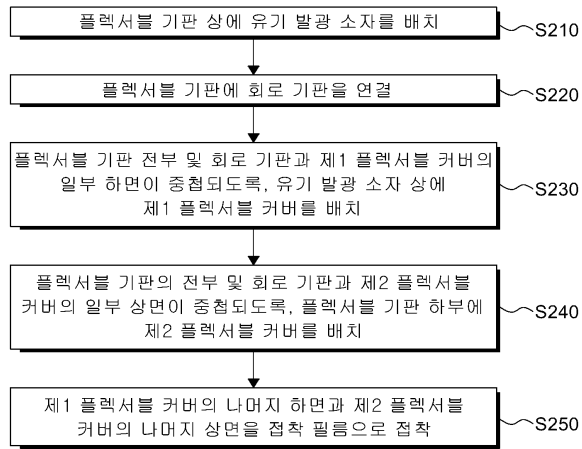 플렉서블 기판 상에 유기 발광 소자를 배치
S210
플렉서블 기판에 회로 기판을 연결
S220
플렉서블 기판 전부 및 회로 기판과 제1 플렉서블 커버의
일부 하면이 중첩되도록, 유기 발광 소자 상에
제1 플렉서블 커버를 배치
S230
플렉서블 기판의 전부 및 회로 기판과 제2 플렉서블
커버의 일부 상면이 중첩되도록, 플렉서블 기판 하부에
제2 플렉서블 커버를 배치
S240
제1 플렉서블 커버의 나머지 하면과 제2 플렉서블
커버의 나머지 상면을 접착 필름으로 접착
S250